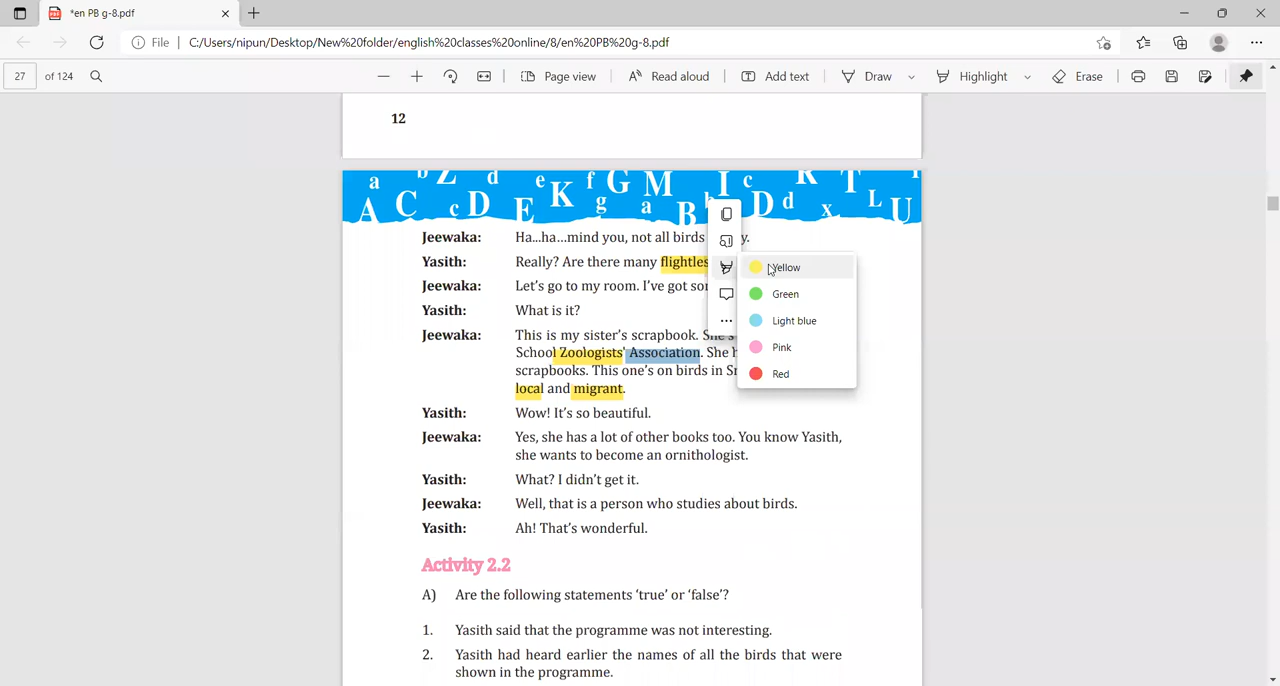 *en PB g-8.pdf
File | C:/Users/nipun/Desktop/New%20folder/english%20classes%20online/8/en%20PB%20g-8.pdf
27 of 124 Page view Read aloud Add text Draw Highlight Erase
12
a b Z d e K f G M I c R T I
A C c D E g a B b D d x L U
Jeewaka: Ha...ha...mind you, not all birds y.
Yasith: Really? Are there many flightles
Jeewaka: Let's go to my room. I've got so
Yasith: What is it?
Jeewaka: This is my sister's scrapbook. She's
School Zoologists' Association. She h
scrapbooks. This one's on birds in Sr
local and migrant.
Yasith: Wow! It's so beautiful.
Jeewaka: Yes, she has a lot of other books too. You know Yasith,
she wants to become an ornithologist.
Yasith: What? I didn't get it.
Jeewaka: Well, that is a person who studies about birds.
Yasith: Ah! That's wonderful.
Activity 2.2
A) Are the following statements 'true' or 'false'?
1. Yasith said that the programme was not interesting.
2. Yasith had heard earlier the names of all the birds that were
shown in the programme.
Yellow
Green
Light blue
Pink
Red